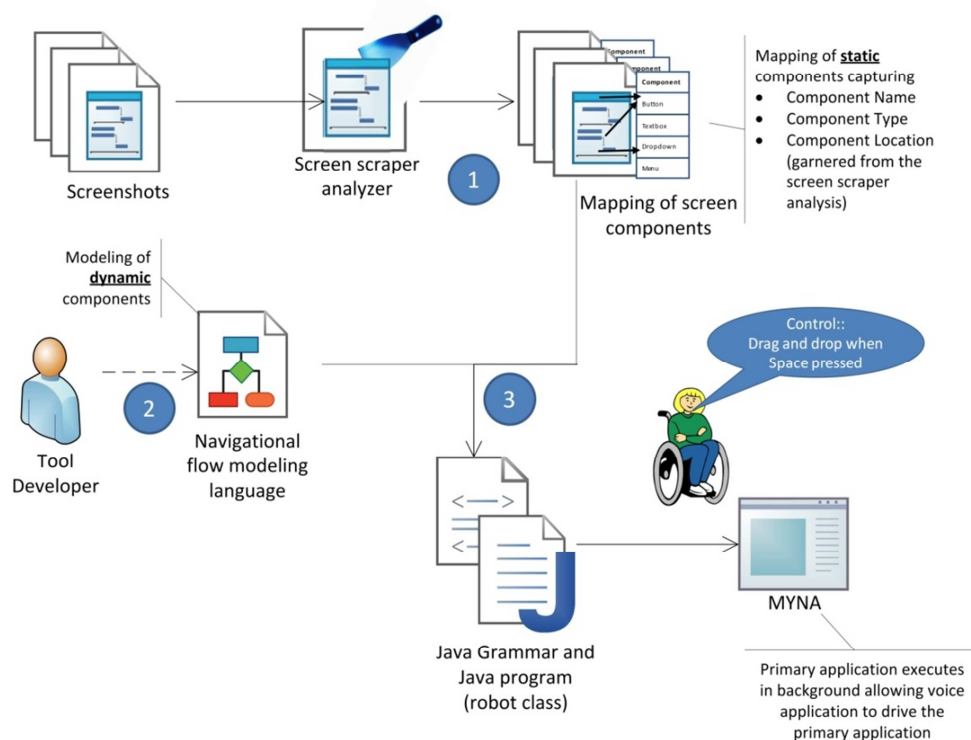 Screenshots
Screen scraper
analyzer
1
Component
Component
Component
Button
Textbox
Dropdown
Menu
Mapping of screen
components
Mapping of static
components capturing
• Component Name
• Component Type
• Component Location
(garnered from the
screen scraper
analysis)
Modeling of
dynamic
components
Tool
Developer
2
Navigational
flow modeling
language
3
Control::
Drag and drop when
Space pressed
< >
<
J
Java Grammar and
Java program
(robot class)
MYNA
Primary application executes
in background allowing voice
application to drive the
primary application